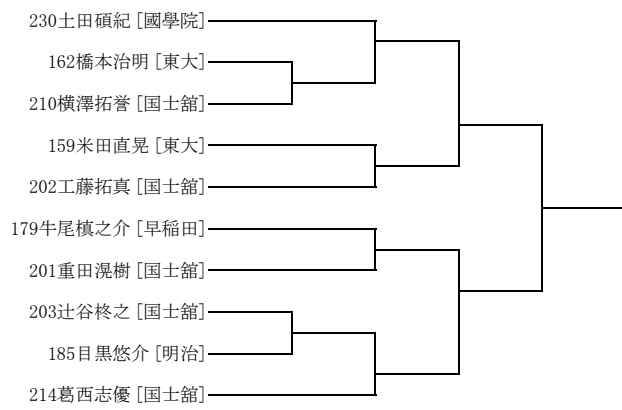 230土田碩紀 [國學院]
162橋本治明 [東大]
210横澤拓誉 [国士舘]
159米田直晃 [東大]
202工藤拓真 [国士舘]
179牛尾槙之介 [早稲田]
201重田滉樹 [国士舘]
203辻谷柊之 [国士舘]
185目黒悠介 [明治]
214葛西志優 [国士舘]